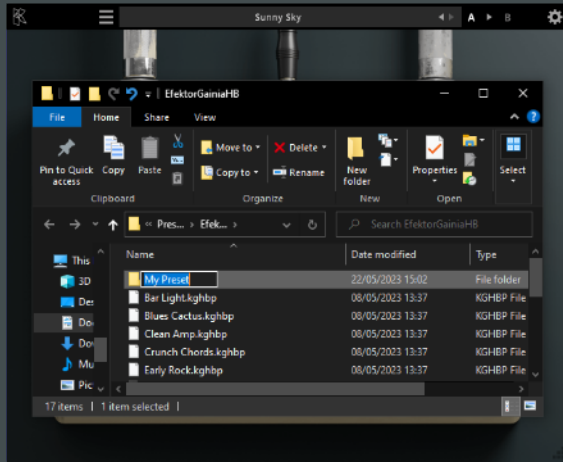 Sunny Sky
A
B
EfektorGainiaHB
File Home Share View
Pin to Quick access
Copy
Paste
Move to
Copy to
Delete
Rename
New folder
Properties
Select
Clipboard Organize New Open
« Pres... > Efek... >
Search EfektorGainiaHB
Name Date modified Type
My Preset 22/05/2023 15:02 File folder
Bar Light.kghbp 08/05/2023 13:37 KGHBP File
Blues Cactus.kghbp 08/05/2023 13:37 KGHBP File
Clean Amp.kghbp 08/05/2023 13:37 KGHBP File
Crunch Chords.kghbp 08/05/2023 13:37 KGHBP File
Early Rock.kghbp 08/05/2023 13:37 KGHBP File
This
3D
Des
Do
Do
Mu
Pic
17 items | 1 item selected |